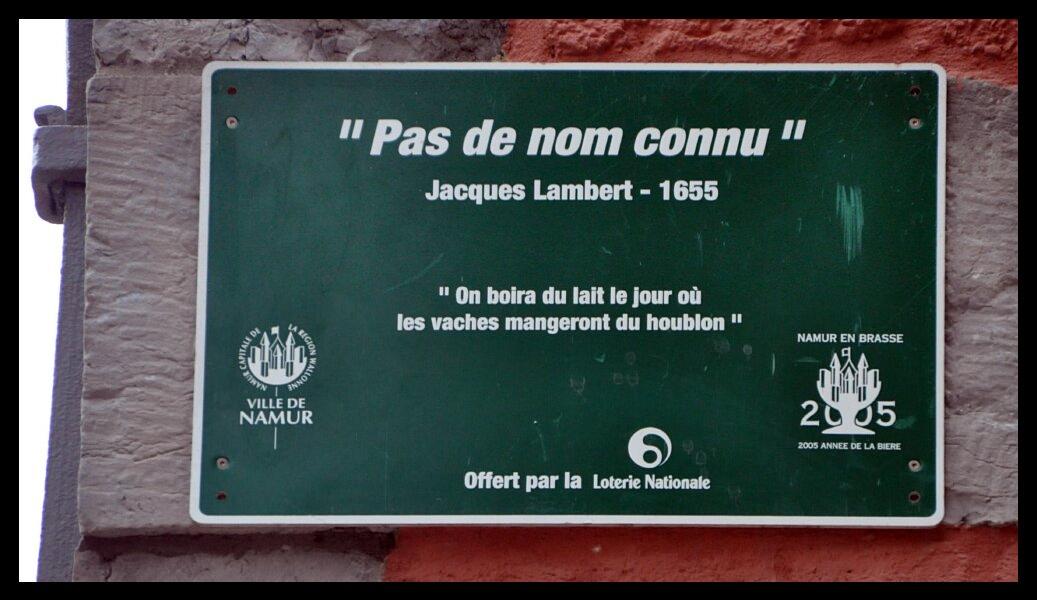 " Pas de nom connu "
Jacques Lambert - 1655
" On boira du lait le jour où
les vaches mangeront du houblon "
NAMUR CAPITALE DE LA RÉGION WALLONNE
VILLE DE
NAMUR
NAMUR EN BRASSE
2005
2005 ANNEE DE LA BIERE
Offert par la Loterie Nationale